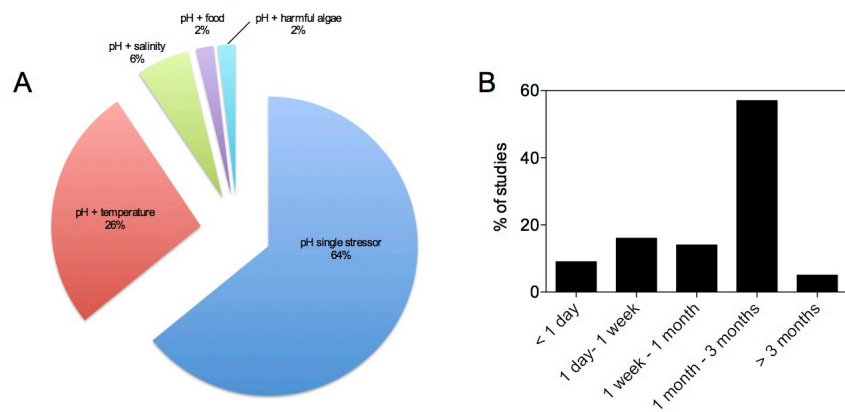 A
pH + food
2%
pH + harmful algae
2%
pH + salinity
6%
pH + temperature
26%
pH single stressor
64%
B
% of studies
60
40
20
0
< 1 day
1 day- 1 week
1 week - 1 month
1 month - 3 months
> 3 months